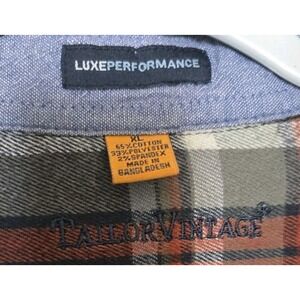 LUXEPERFORMANCE
XL
65%COTTON
33%POLYESTER
2%SPANDEX
MADE IN
BANGLADESH
TAILORVINTAGE®